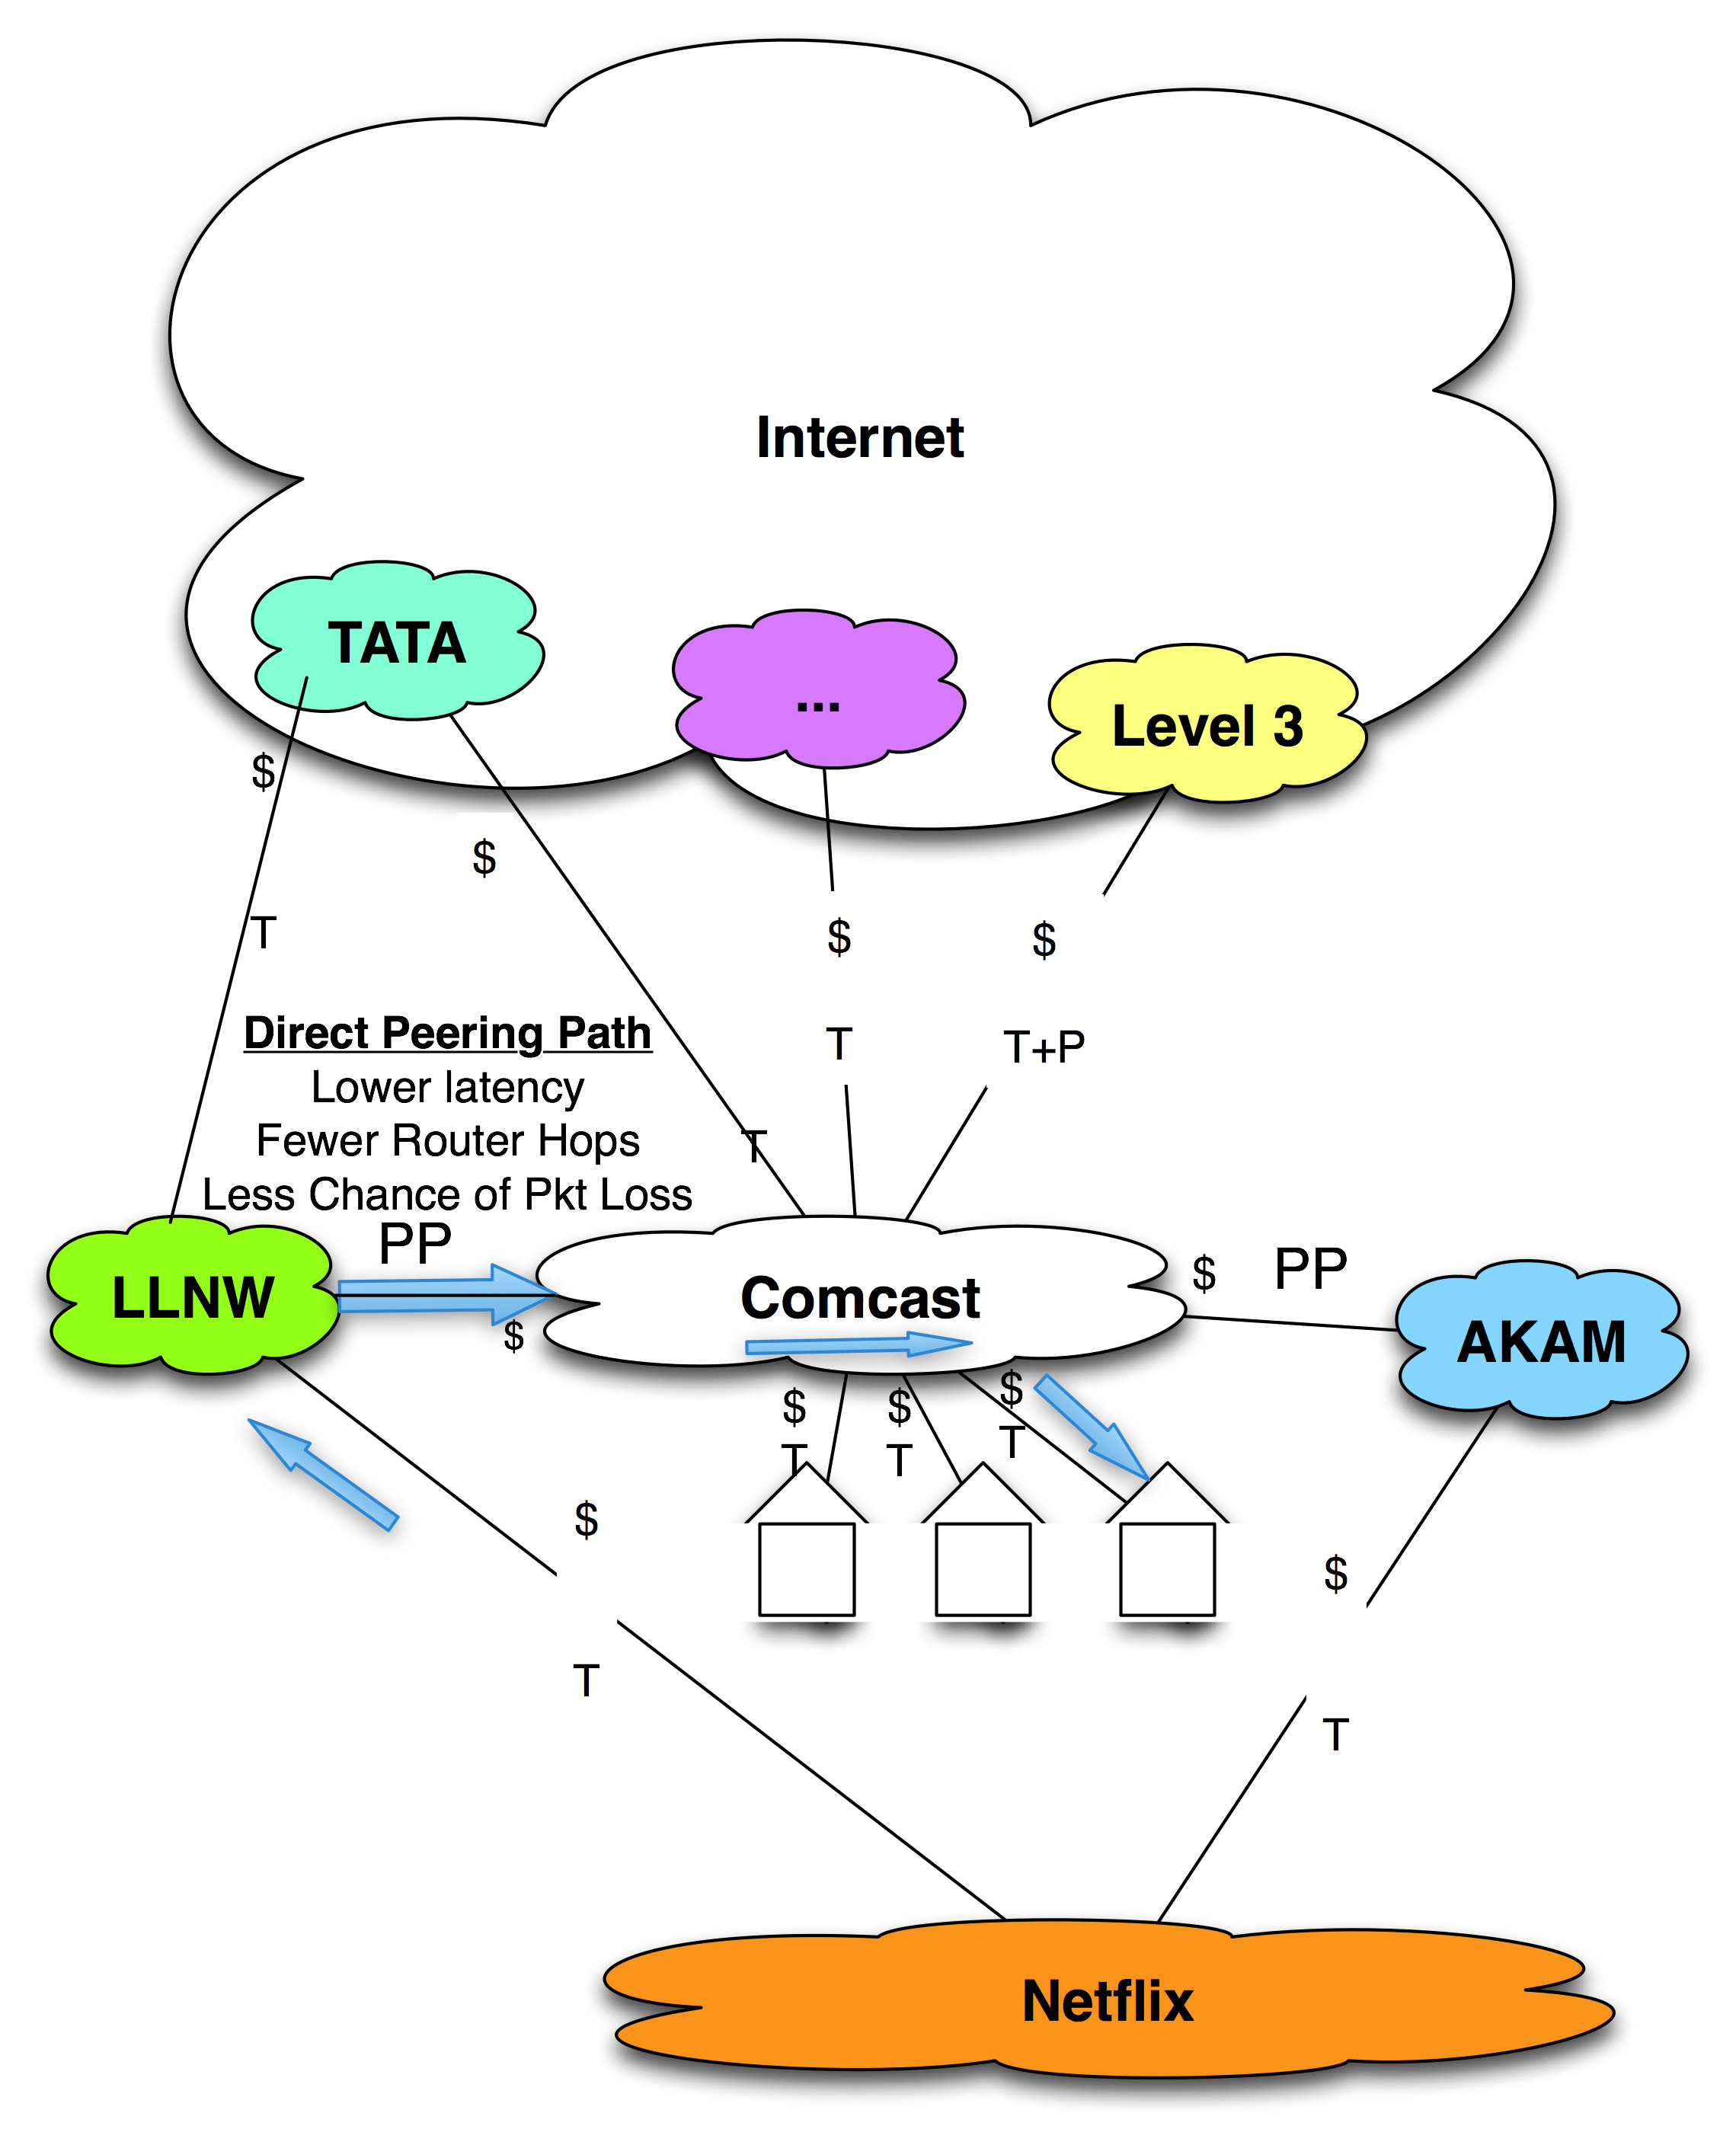 Internet
TATA
...
Level 3
$
$
$
$
T
T
T+P
Direct Peering Path
Lower latency
Fewer Router Hops
T
Less Chance of Pkt Loss
PP
LLNW
Comcast
$
PP
AKAM
$
$
$
$
T
T
T
$
$
T
T
Netflix